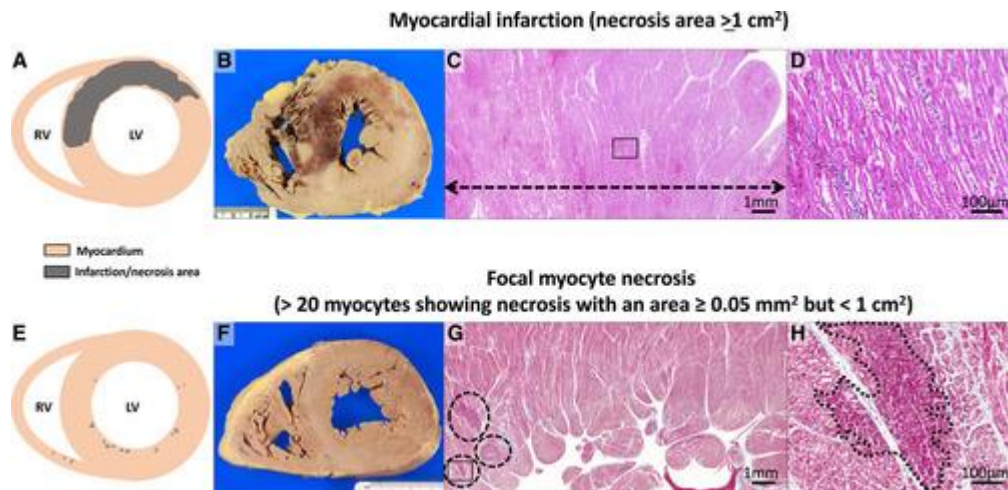 Myocardial infarction (necrosis area ≥1 cm²)
A
B
C
D
RV
LV
1mm
100µm
Myocardium
Infarction/necrosis area
Focal myocyte necrosis
(> 20 myocytes showing necrosis with an area ≥ 0.05 mm² but < 1 cm²)
E
F
G
H
RV
LV
1mm
100µm